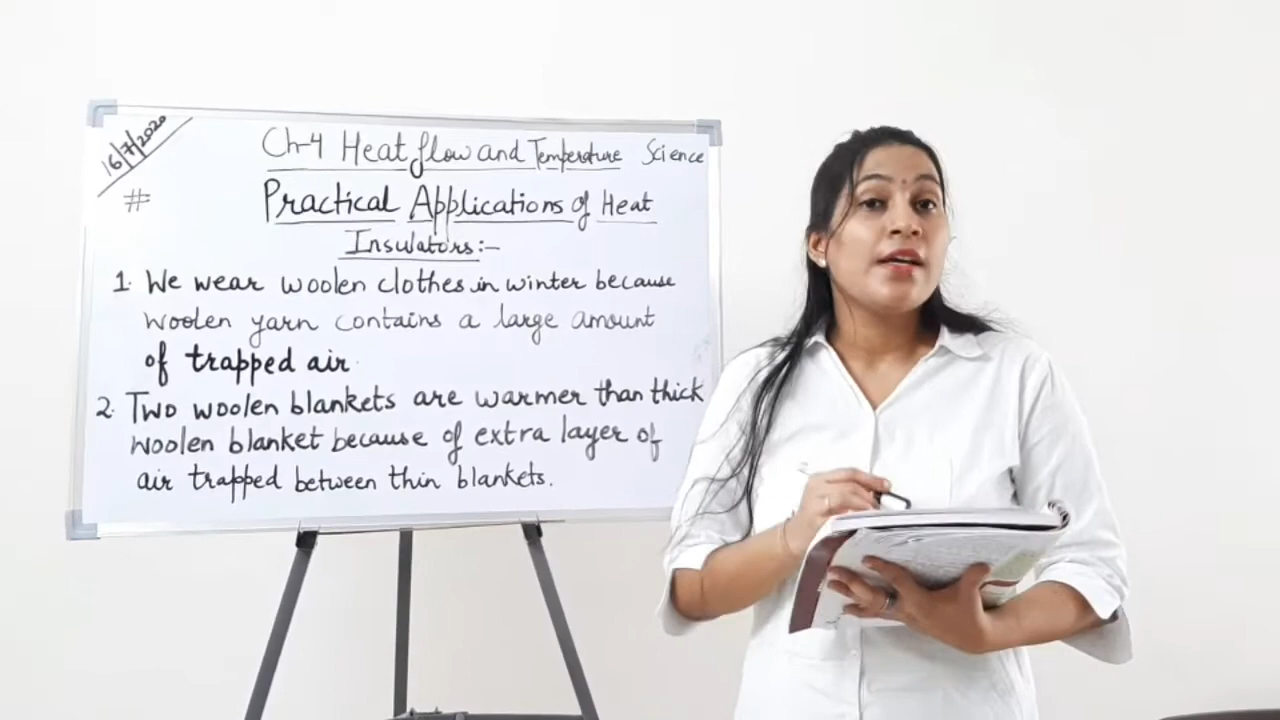 16/7/2020
Ch-4 Heat flow and Temperature Science
# Practical Applications of Heat
Insulators:-
1. We wear woolen clothes in winter because
woolen yarn contains a large amount
of trapped air.
2. Two woolen blankets are warmer than thick
woolen blanket because of extra layer of
air trapped between thin blankets.